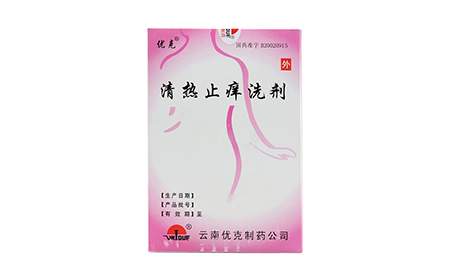 优克®
国药准字 B20020015
外
清热止痒洗剂
【生产日期】
【产品批号】
【有效期】至
UNIQUE®
云南优克制药公司